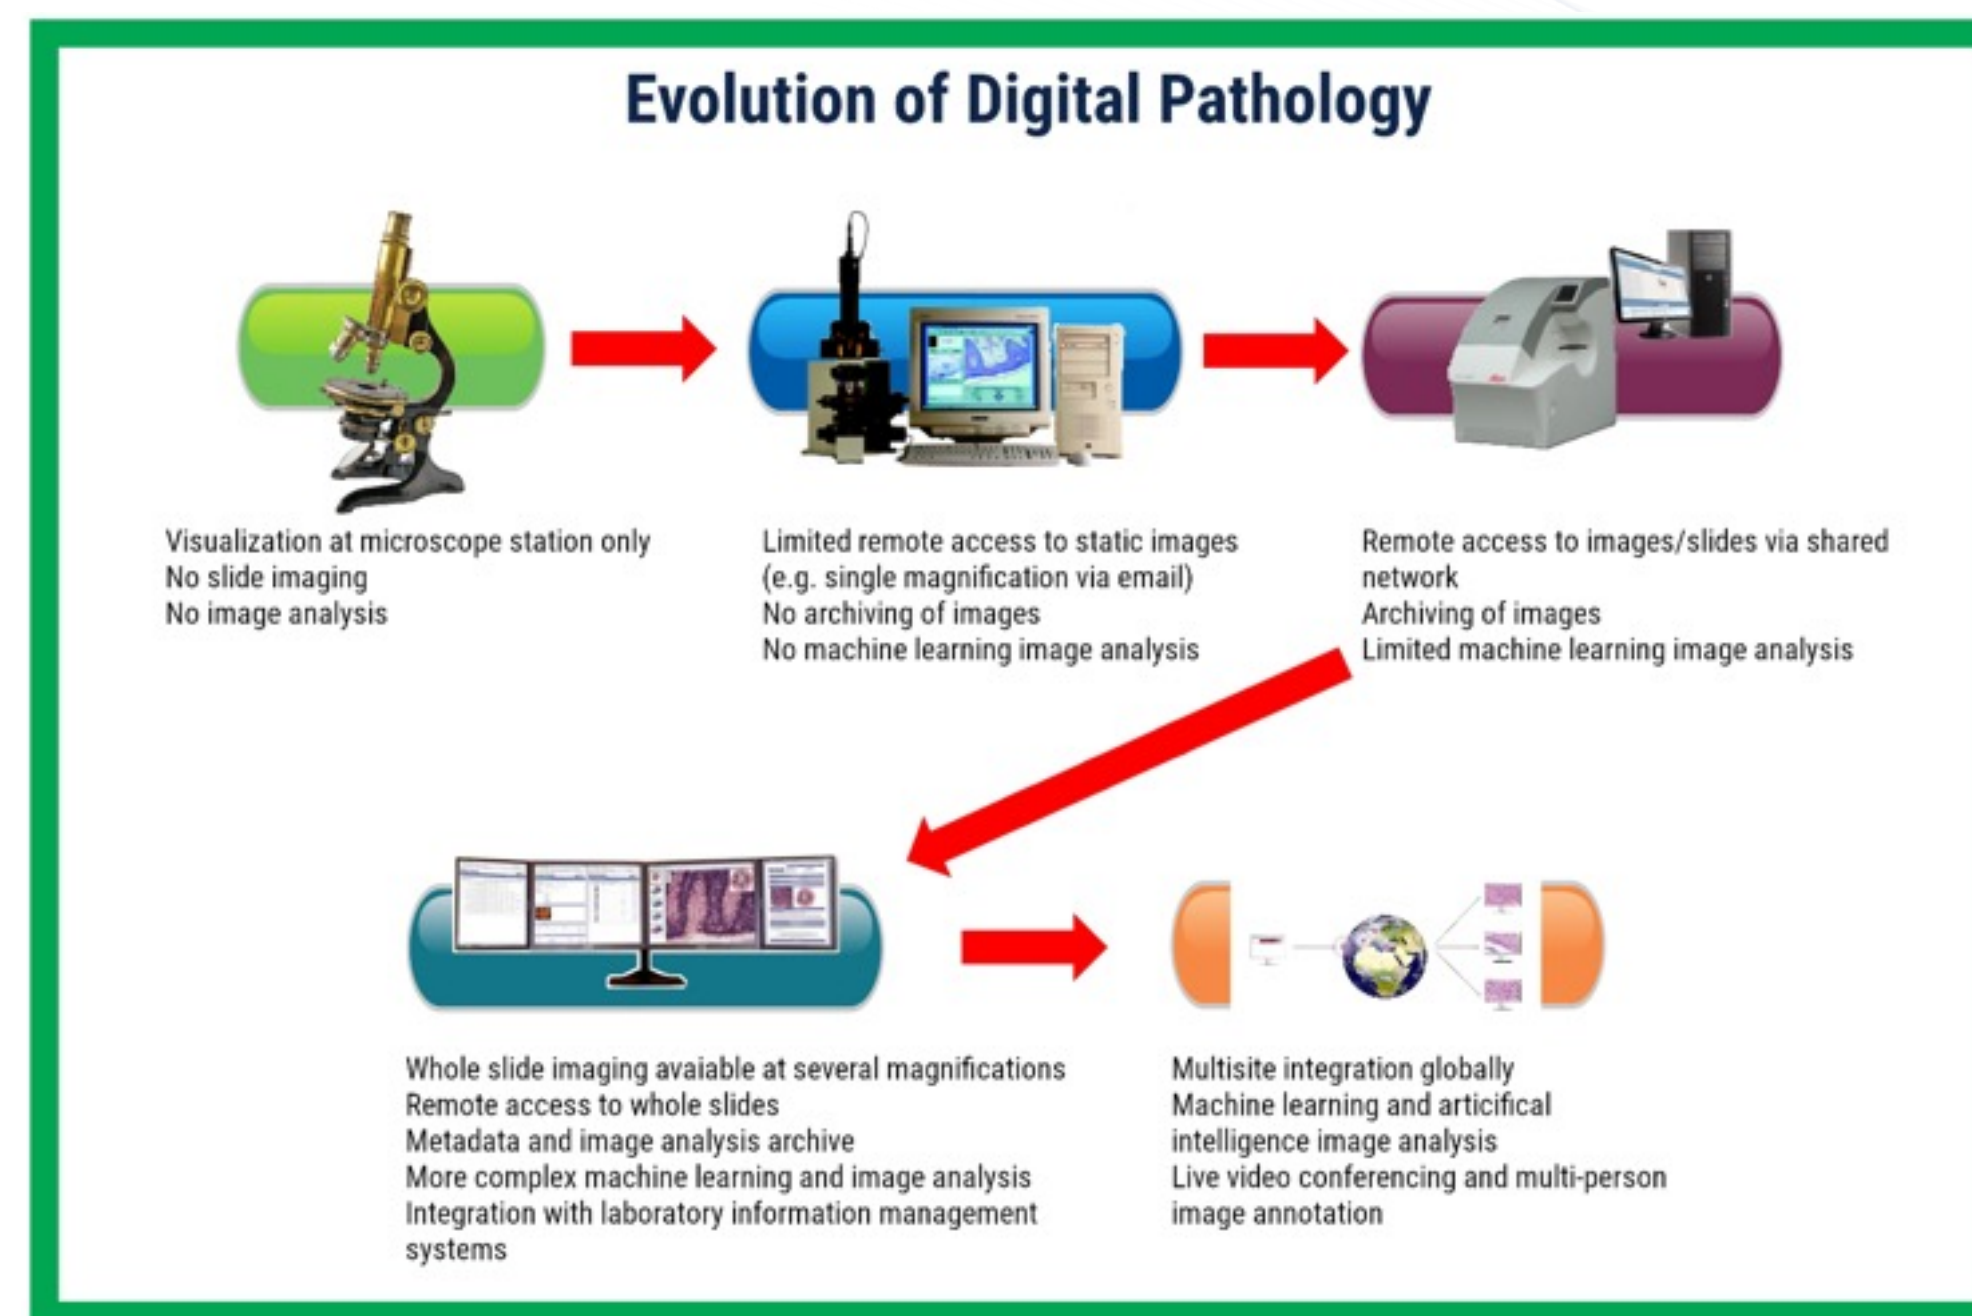 Evolution of Digital Pathology
Visualization at microscope station only
No slide imaging
No image analysis
Limited remote access to static images
(e.g. single magnification via email)
No archiving of images
No machine learning image analysis
Remote access to images/slides via shared
network
Archiving of images
Limited machine learning image analysis
Whole slide imaging avaiable at several magnifications
Remote access to whole slides
Metadata and image analysis archive
More complex machine learning and image analysis
Integration with laboratory information management
systems
Multisite integration globally
Machine learning and articifical
intelligence image analysis
Live video conferencing and multi-person
image annotation